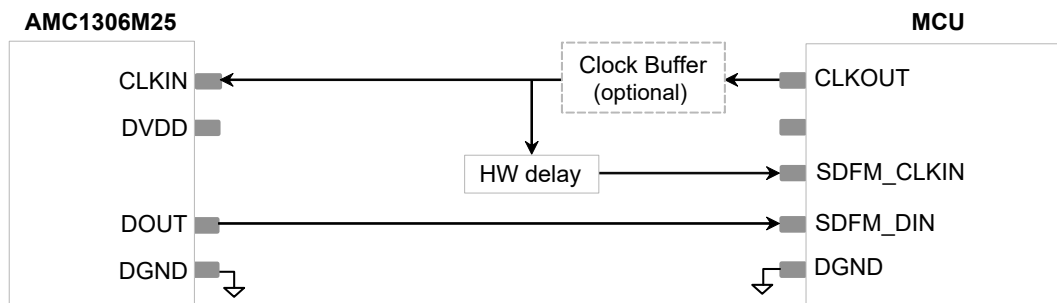 AMC1306M25
MCU
CLKIN
DVDD
DOUT
DGND
Clock Buffer
(optional)
HW delay
CLKOUT
SDFM_CLKIN
SDFM_DIN
DGND